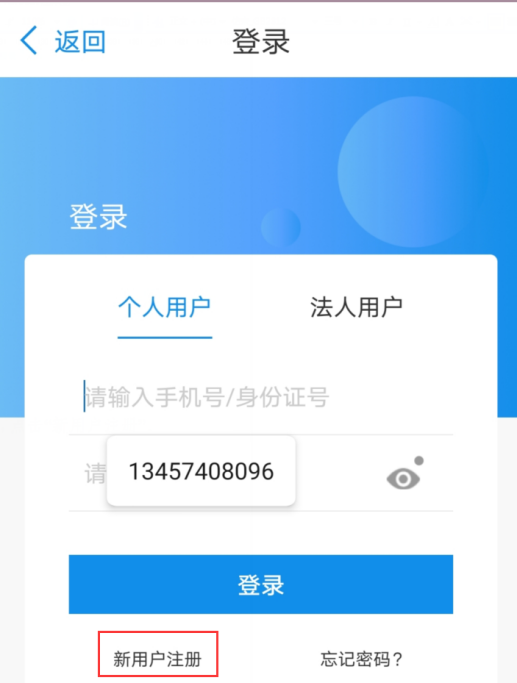 返回 登录
登录
个人用户 法人用户
请输入手机号/身份证号
请
13457408096
登录
新用户注册 忘记密码?